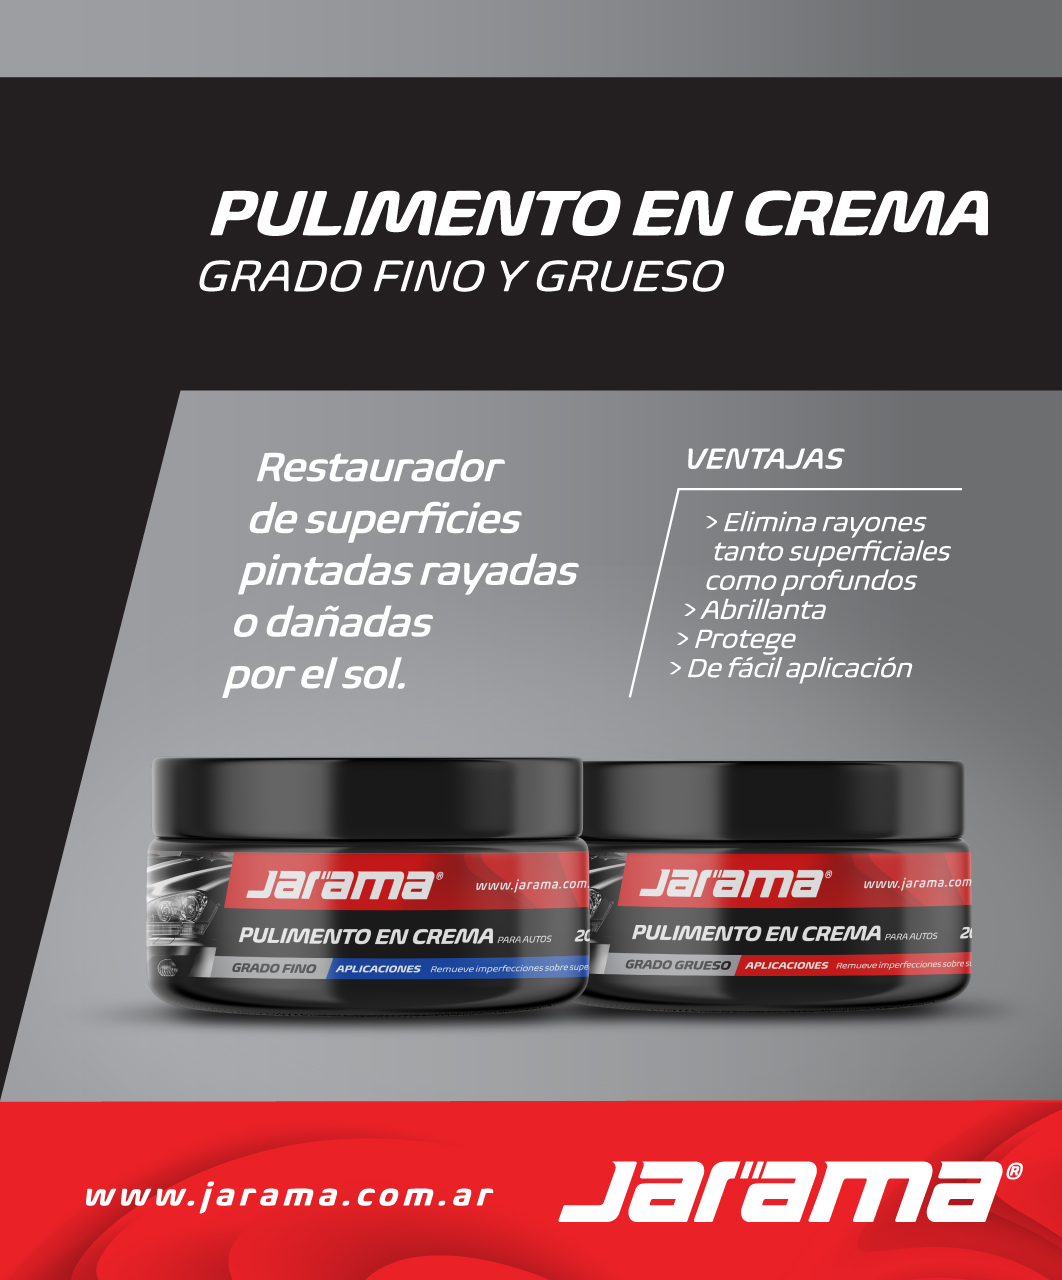 PULIMENTO EN CREMA
GRADO FINO Y GRUESO
Restaurador
de superficies
pintadas rayadas
o dañadas
por el sol.
VENTAJAS
> Elimina rayones
tanto superficiales
como profundos
> Abrillanta
> Protege
> De fácil aplicación
Jarama®
www.jarama.com.
PULIMENTO EN CREMA PARA AUTOS 20
GRADO FINO APLICACIONES Remueve imperfecciones sobre supe
Jarama®
www.jarama.com
PULIMENTO EN CREMA PARA AUTOS
GRADO GRUESO APLICACIONES Remueve imperfecciones sobre
www.jarama.com.ar
Jarama®